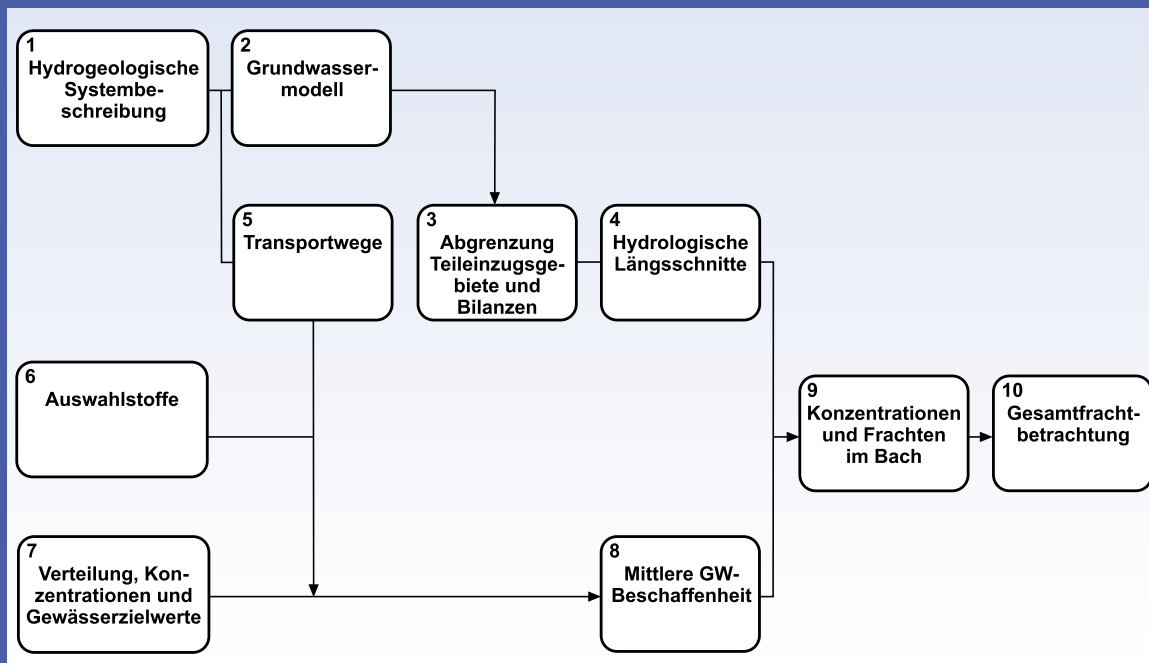 1
Hydrogeologische
Systembe-
schreibung
2
Grundwasser-
modell
5
Transportwege
3
Abgrenzung
Teileinzugsge-
biete und
Bilanzen
4
Hydrologische
Längsschnitte
6
Auswahlstoffe
9
Konzentrationen
und Frachten
im Bach
10
Gesamtfracht-
betrachtung
7
Verteilung, Kon-
zentrationen und
Gewässerzielwerte
8
Mittlere GW-
Beschaffenheit